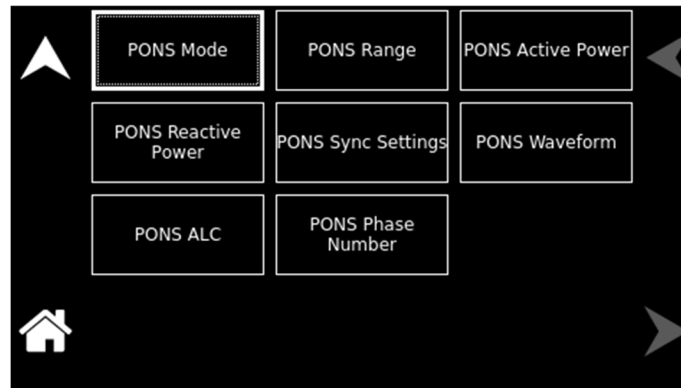 PONS Mode
PONS Range
PONS Active Power
PONS Reactive
Power
PONS Sync Settings
PONS Waveform
PONS ALC
PONS Phase
Number